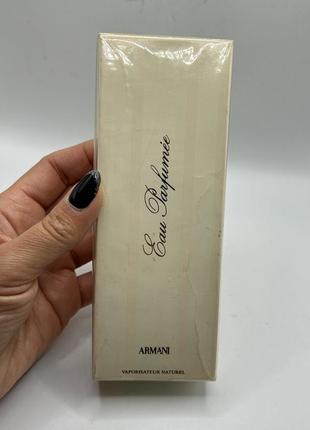 Eau Parfumée
ARMANI
VAPORISATEUR NATUREL